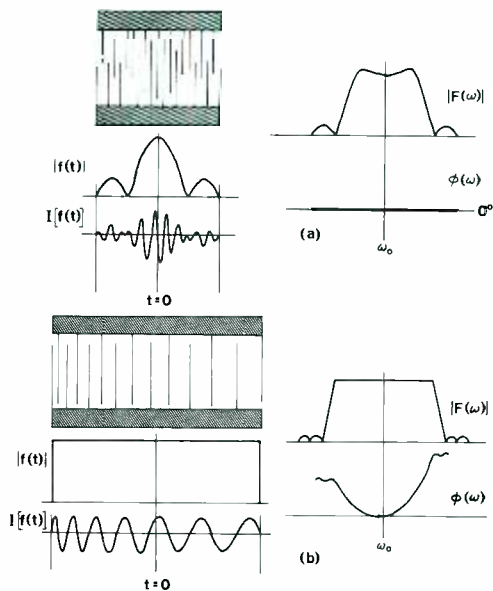 |f(t)|
I[f(t)]
t=0
|F(ω)|
ϕ(ω)
0°
(a)
ω₀
|f(t)|
I[f(t)]
t=0
|F(ω)|
ϕ(ω)
(b)
ω₀